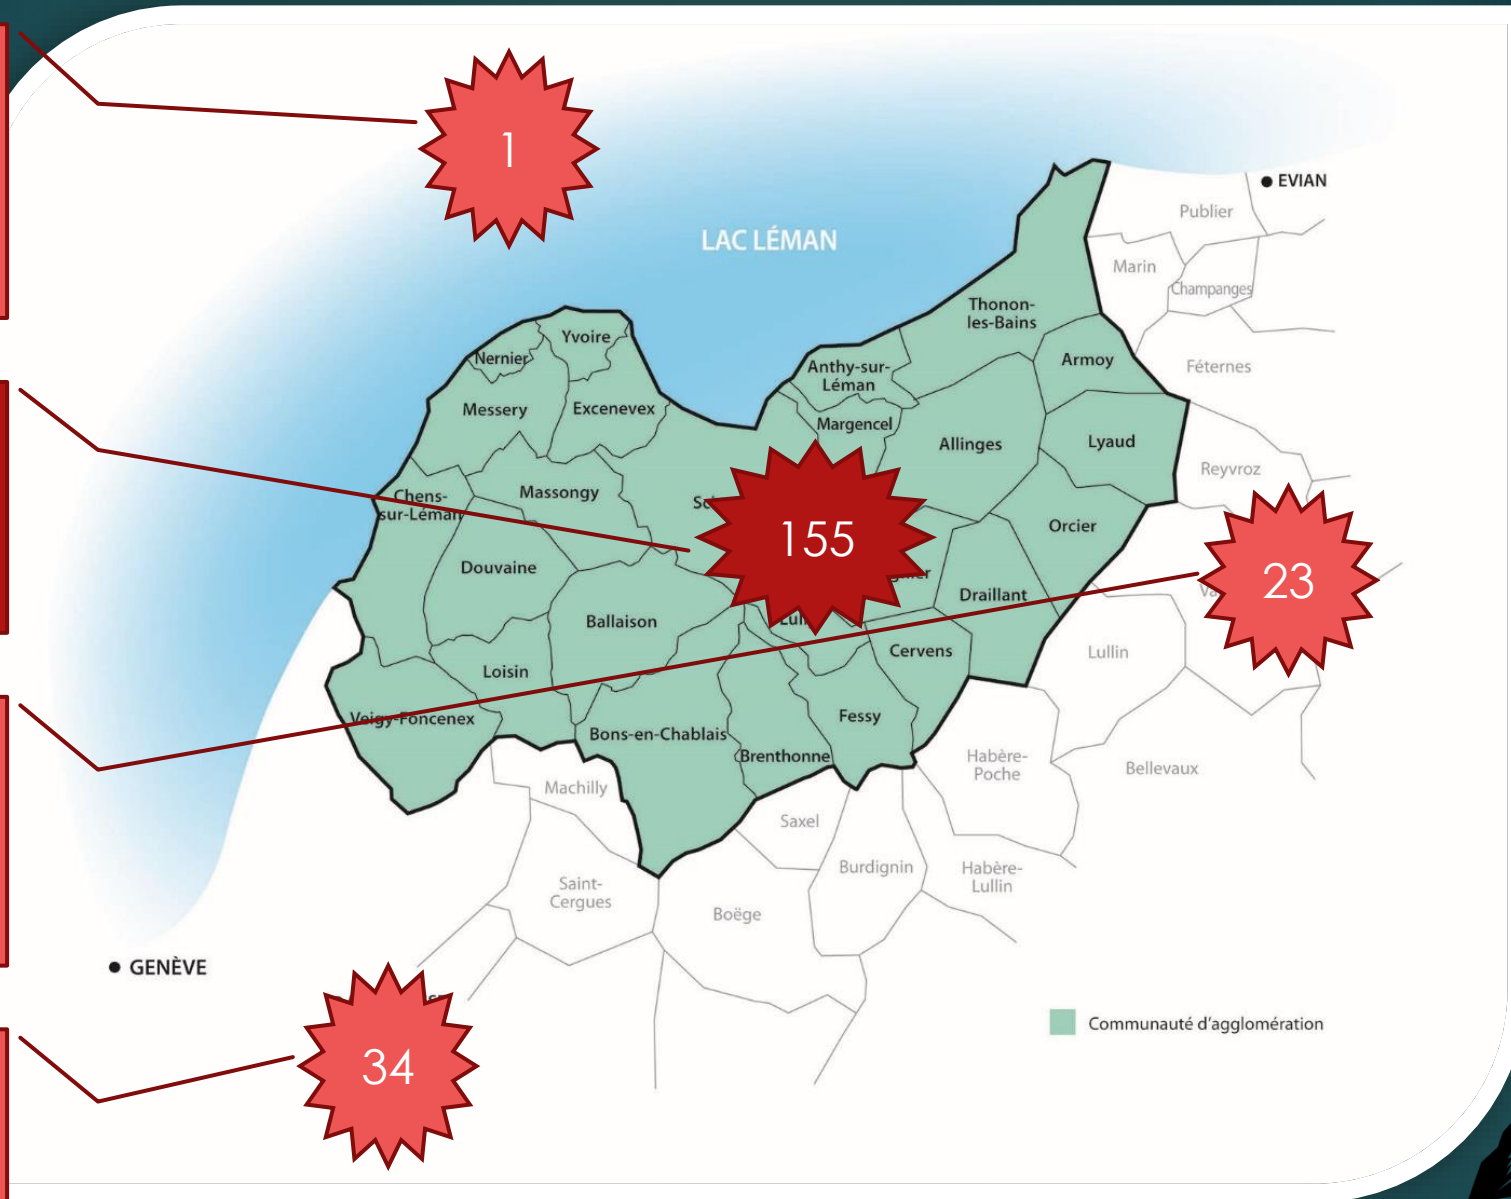 1
EVIAN
Publier
LAC LÉMAN
Marin
Champanges
Thonon-
les-Bains
Yvoire
Nernier
Armoy
Féternes
Anthy-sur-
Léman
Messery
Excenevex
Margencel
Allinges
Lyaud
Reyvroz
Massongy
Chens-
sur-Léman
Orcier
155
Douvaine
23
Draillant
Ballaison
Cervens
Lullin
Loisin
Veigy-Foncenex
Fessy
Bons-en-Chablais
Brenthonne
Habère-
Poche
Bellevaux
Machilly
Saxel
Burdignin
Habère-
Lullin
Saint-
Cergues
Boëge
GENÈVE
Communauté d'agglomération
34